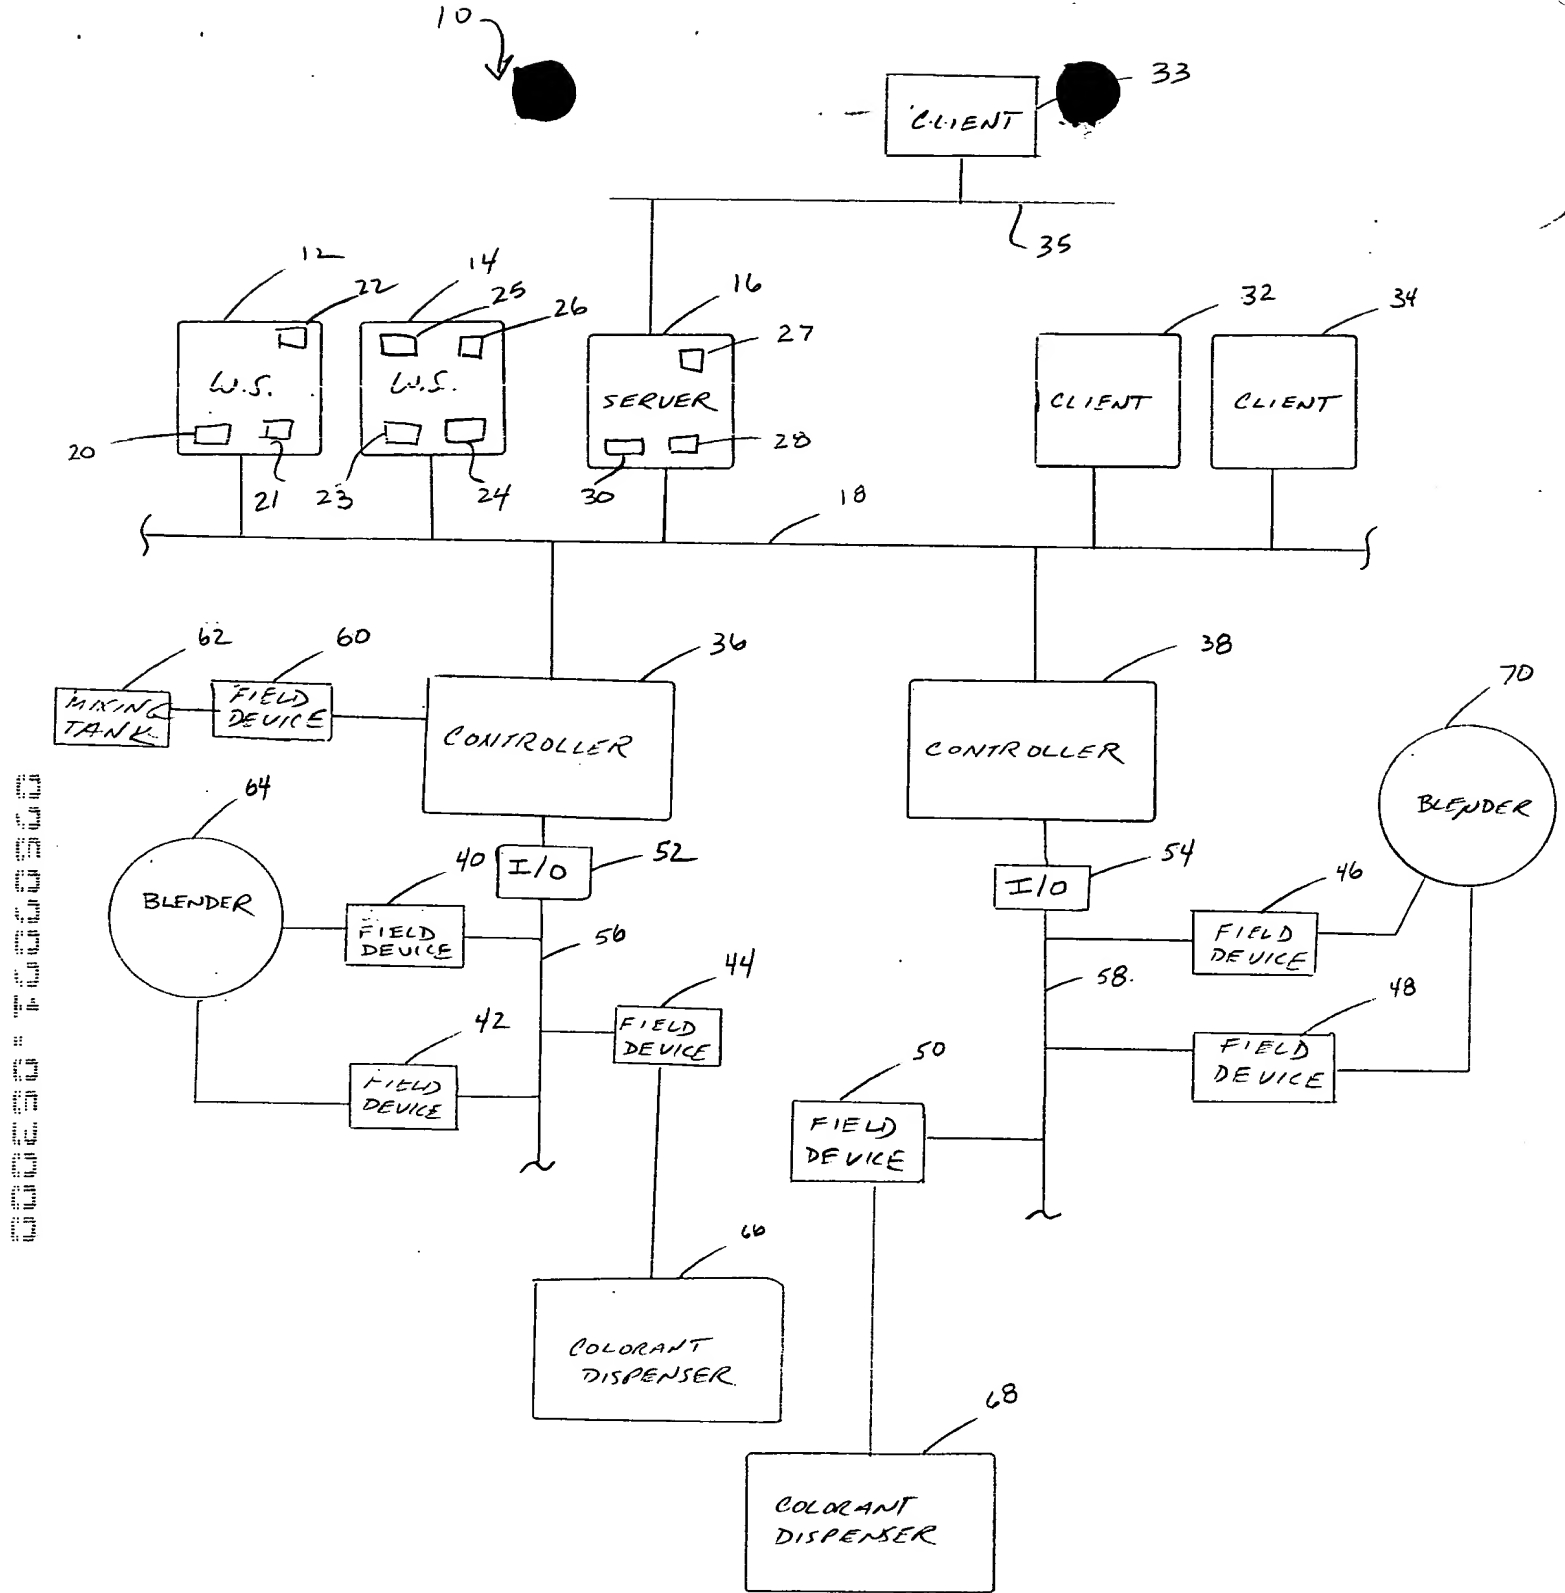 10
33
CLIENT
35
12
22
14
25
26
16
27
32
34
W.S.
W.S.
SERVER
CLIENT
CLIENT
20
21
23
24
30
28
18
62
60
36
38
70
MIXING
TANK
FIELD
DEVICE
CONTROLLER
CONTROLLER
BLENDER
64
40
I/O
52
I/O
54
46
BLENDER
FIELD
DEVICE
56
44
58.
FIELD
DEVICE
48
42
FIELD
DEVICE
50
FIELD
DEVICE
FIELD
DEVICE
FIELD
DEVICE
66
COLORANT
DISPENSER
68
COLORANT
DISPENSER